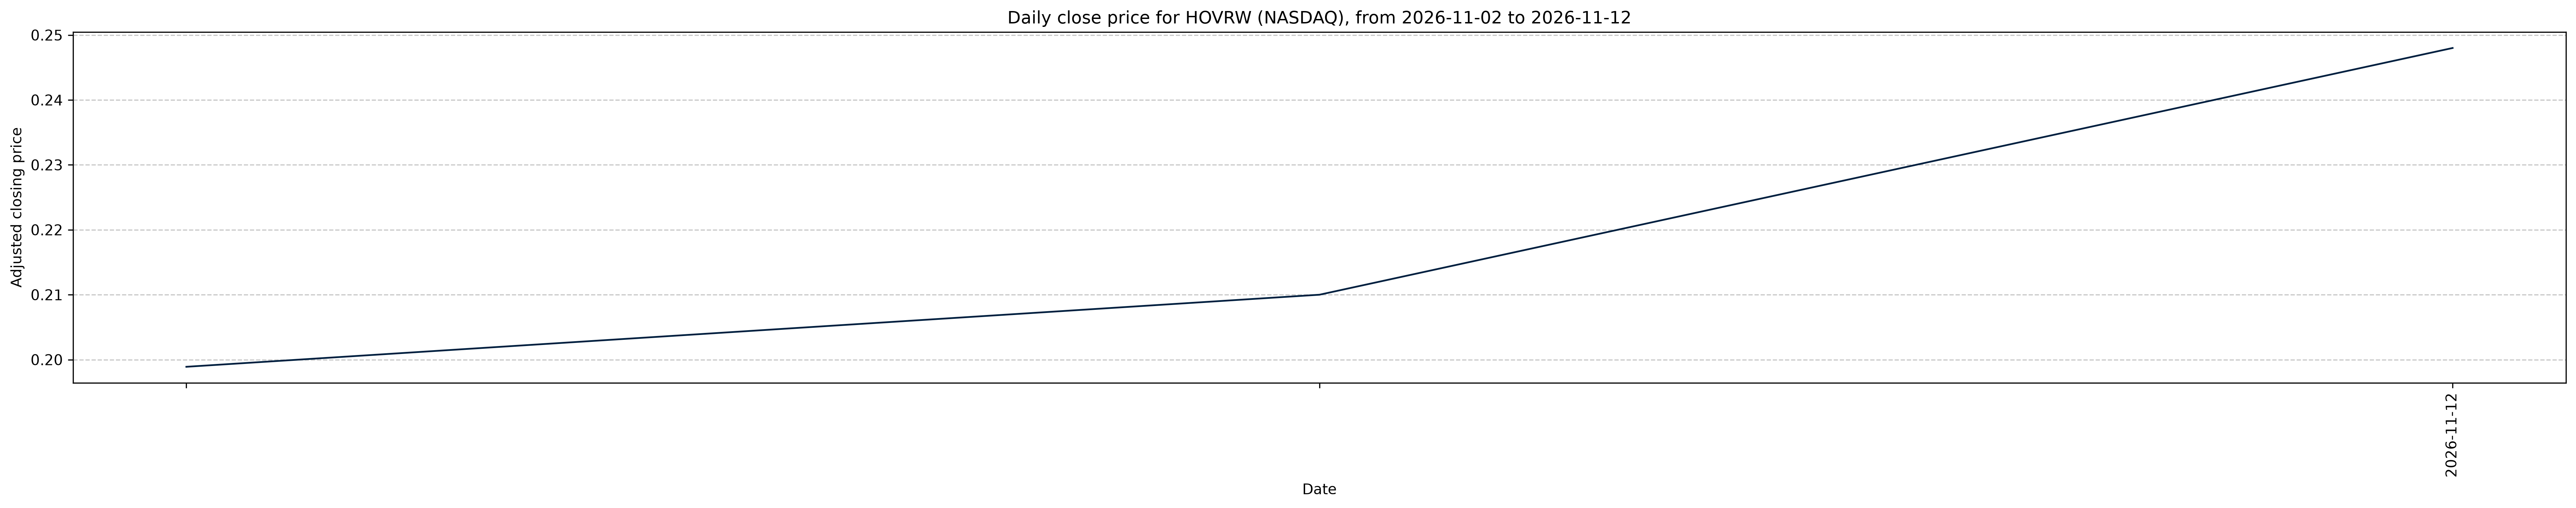 Daily close price for HOVRW (NASDAQ), from 2026-11-02 to 2026-11-12
Adjusted closing price
0.25
0.24
0.23
0.22
0.21
0.20
2026-11-12
Date